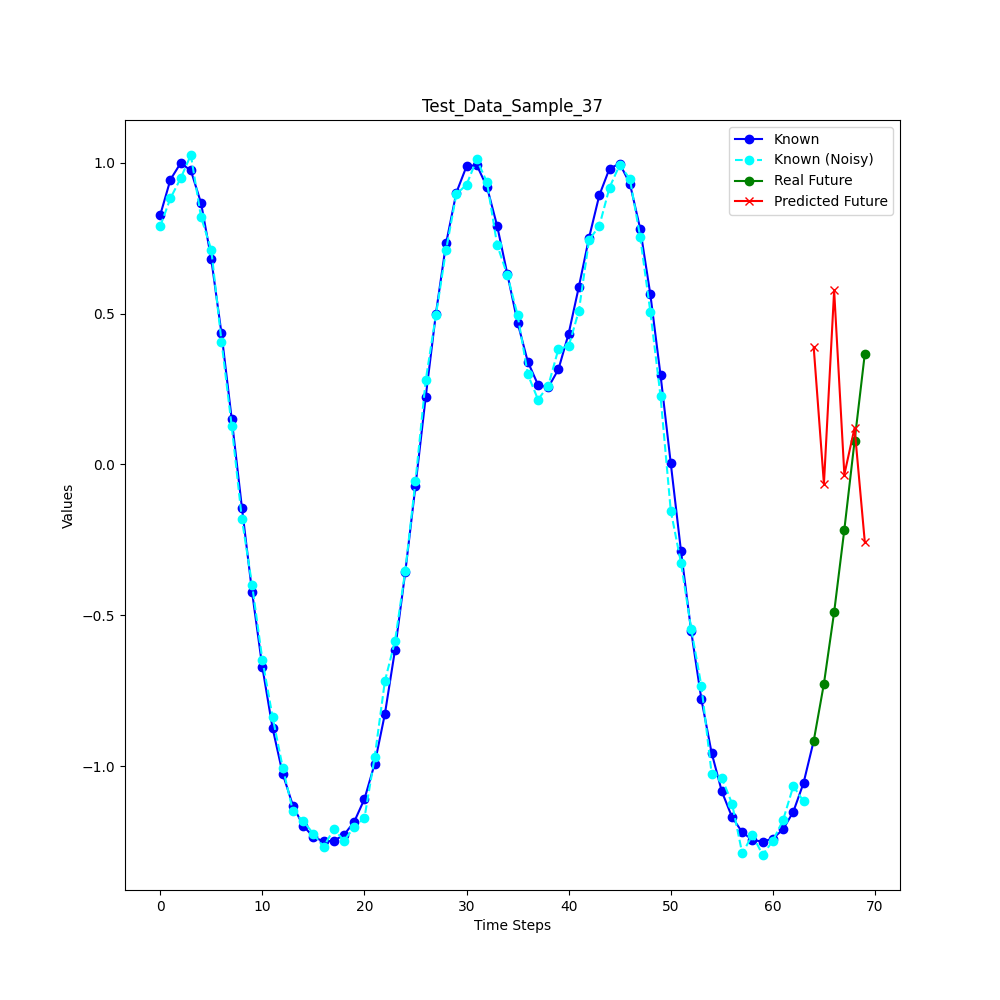 Test_Data_Sample_37
Known
Known (Noisy)
Real Future
Predicted Future
1.0
0.5
0.0
−0.5
−1.0
Values
0 10 20 30 40 50 60 70
Time Steps